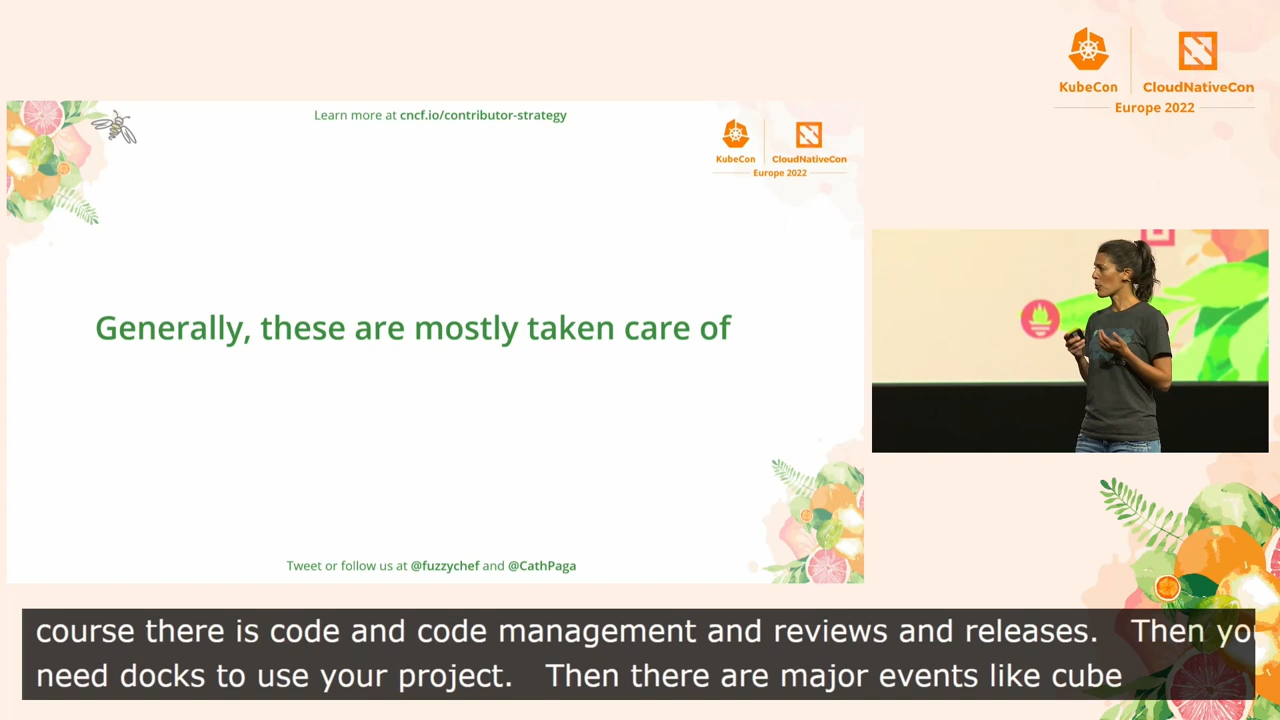 KubeCon
CloudNativeCon
Europe 2022
Learn more at cncf.io/contributor-strategy
KubeCon
CloudNativeCon
Europe 2022
Generally, these are mostly taken care of
Tweet or follow us at @fuzzychef and @CathPaga
course there is code and code management and reviews and releases. Then you
need docks to use your project. Then there are major events like cube